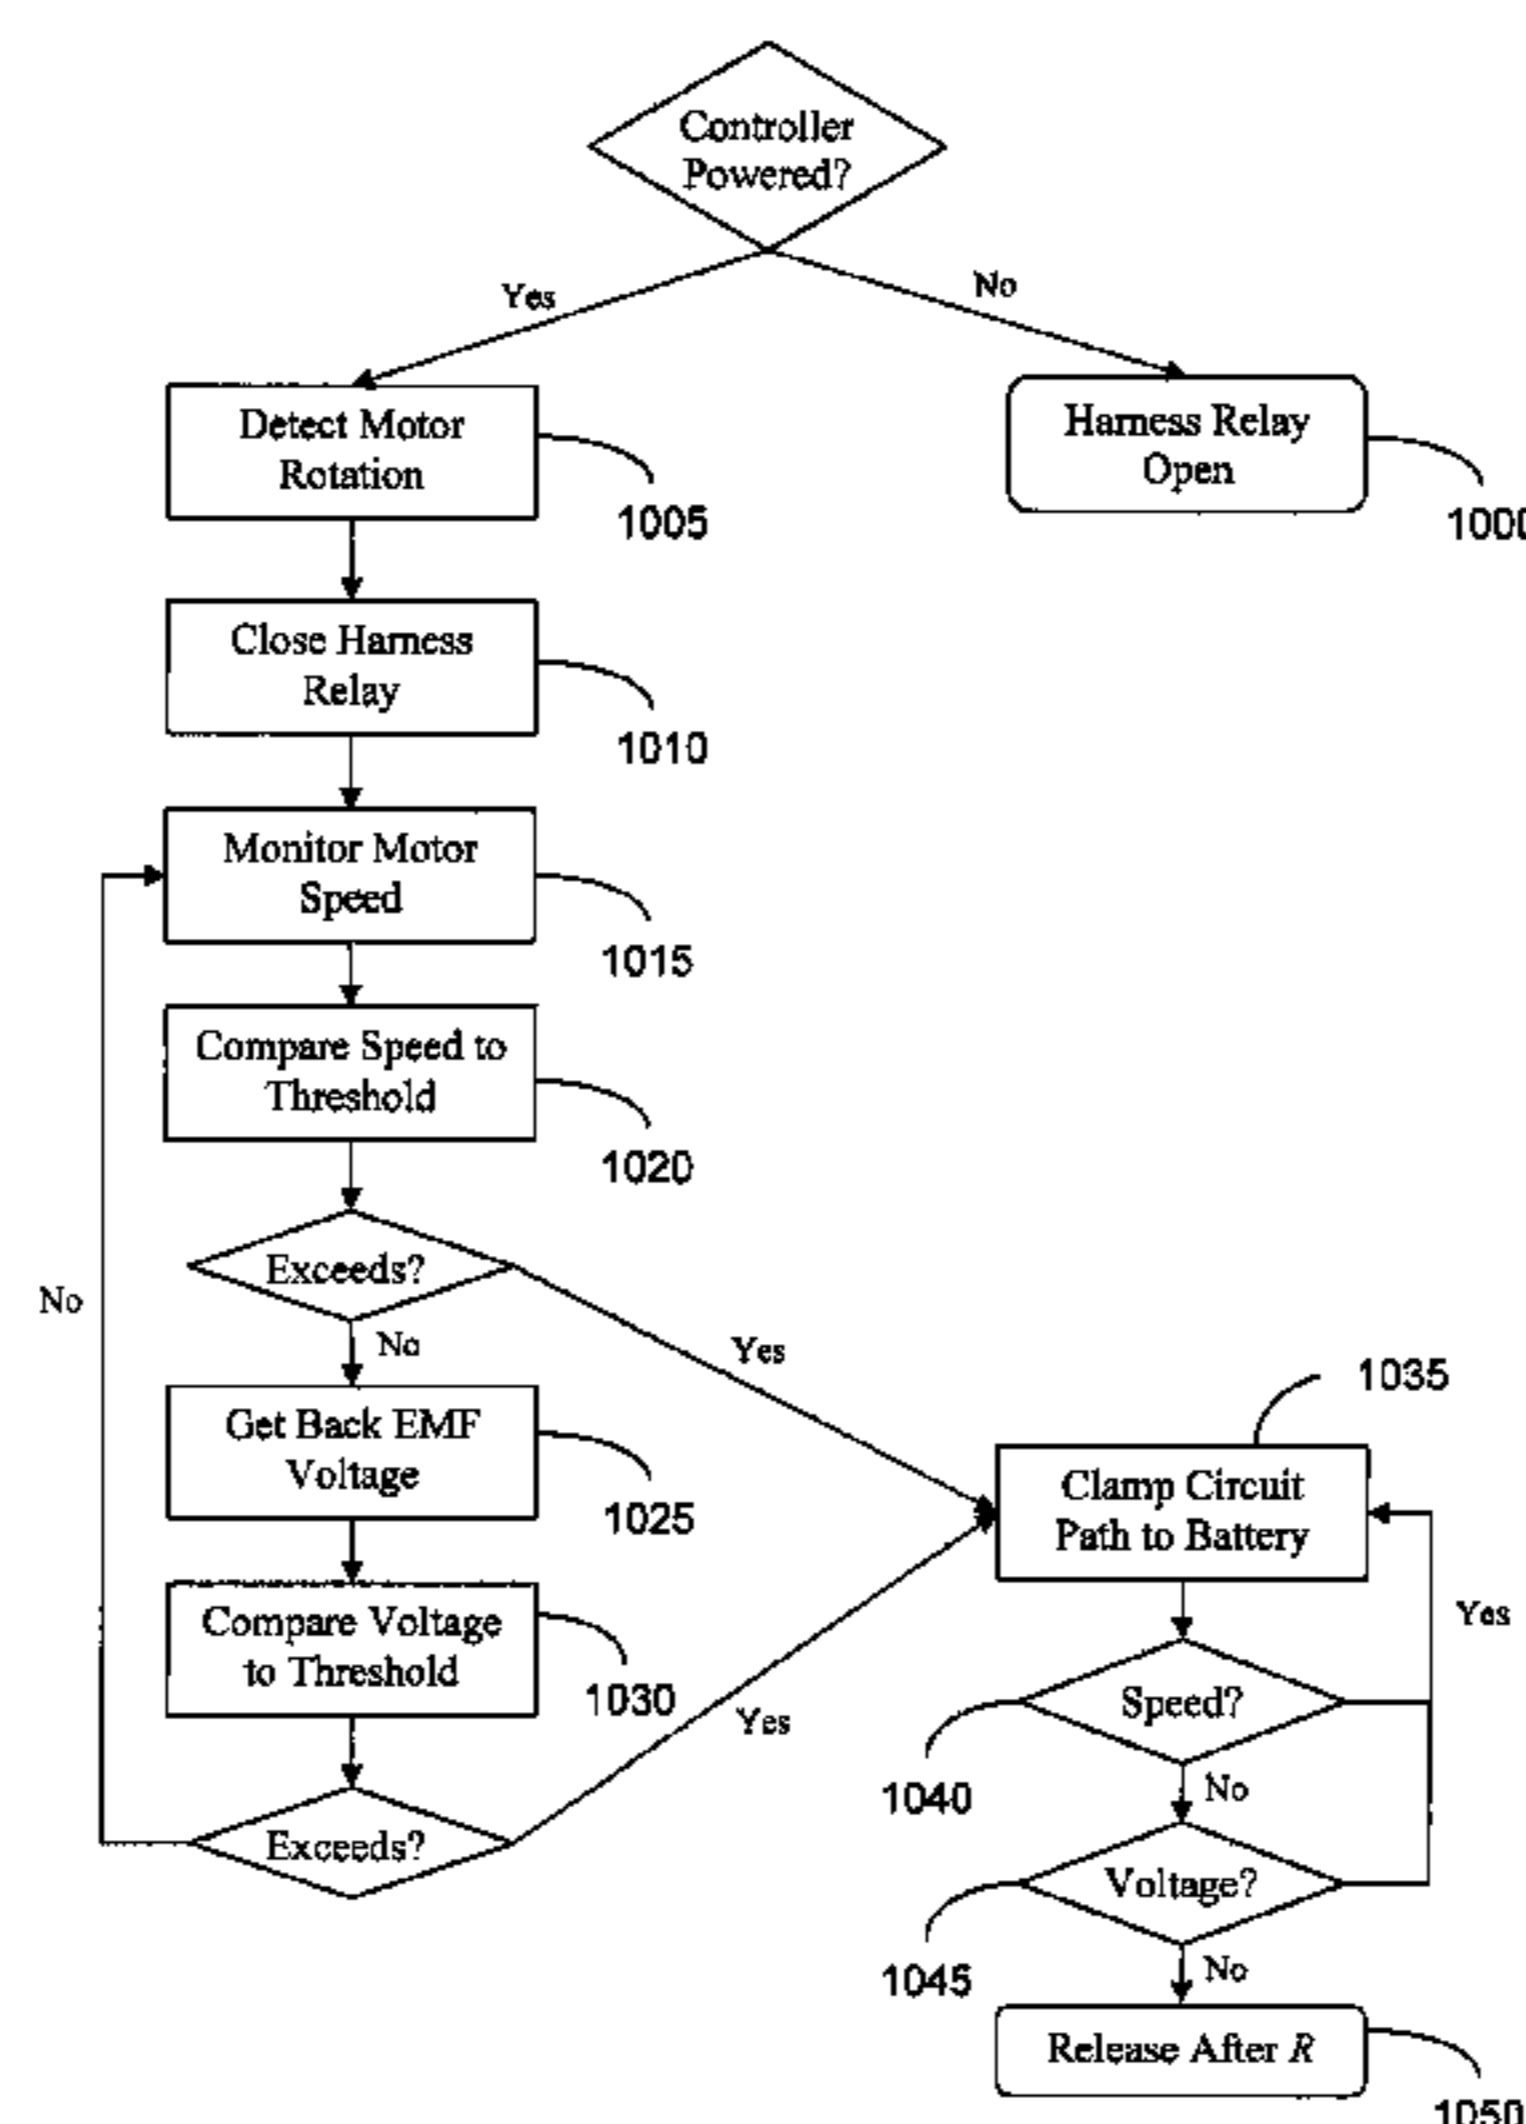 Controller
Powered?
Yes
No
Detect Motor
Rotation
1005
Harness Relay
Open
1000
Close Harness
Relay
1010
Monitor Motor
Speed
1015
Compare Speed to
Threshold
1020
Exceeds?
No
No
Yes
Get Back EMF
Voltage
1025
1035
Clamp Circuit
Path to Battery
Yes
Compare Voltage
to Threshold
1030
Yes
Speed?
1040
No
Exceeds?
Voltage?
1045
No
Release After R
1050